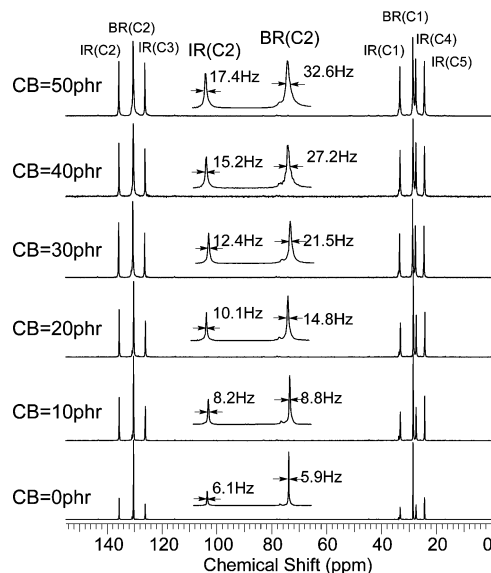 BR(C2) BR(C1)
IR(C2) IR(C3) IR(C2) BR(C2) IR(C1) IR(C4)
IR(C5)
CB=50phr 17.4Hz 32.6Hz
CB=40phr 15.2Hz 27.2Hz
CB=30phr 12.4Hz 21.5Hz
CB=20phr 10.1Hz 14.8Hz
CB=10phr 8.2Hz 8.8Hz
CB=0phr 6.1Hz 5.9Hz
140 120 100 80 60 40 20 0
Chemical Shift (ppm)